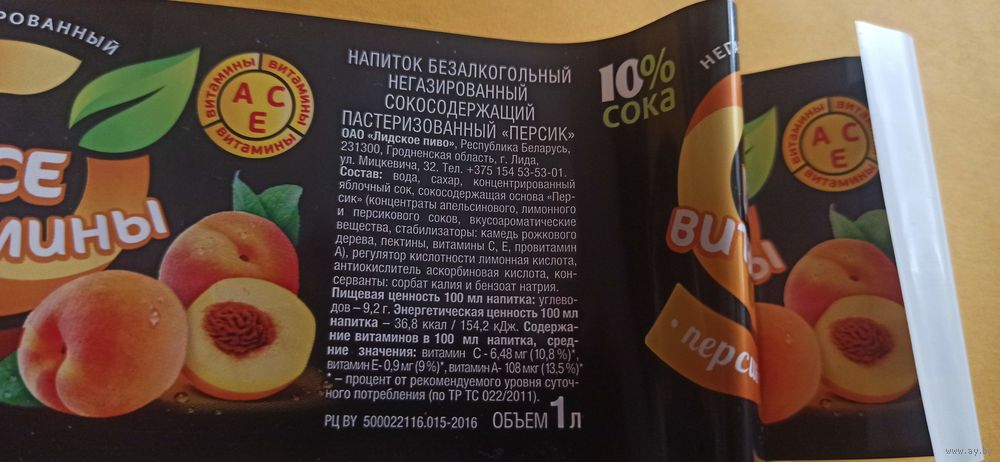 РОВАННЫЙ
ВИТАМИНЫ
ВИТАМИНЫ
ВИТАМИНЫ
А С Е
СЕ
МИНЫ
НАПИТОК БЕЗАЛКОГОЛЬНЫЙ
НЕГАЗИРОВАННЫЙ
СОКОСОДЕРЖАЩИЙ
ПАСТЕРИЗОВАННЫЙ «ПЕРСИК»
ОАО «Лидское пиво», Республика Беларусь,
231300, Гродненская область, г. Лида,
ул. Мицкевича, 32. Тел. +375 154 53-53-01.
Состав: вода, сахар, концентрированный
яблочный сок, сокосодержащая основа «Пер-
сик» (концентраты апельсинового, лимонного
и персикового соков, вкусоароматические
вещества, стабилизаторы: камедь рожкового
дерева, пектины, витамины С, Е, провитамин
А), регулятор кислотности лимонная кислота,
антиокислитель аскорбиновая кислота, кон-
серванты: сорбат калия и бензоат натрия.
Пищевая ценность 100 мл напитка: углево-
дов – 9,2 г. Энергетическая ценность 100 мл
напитка – 36,8 ккал / 154,2 кДж. Содержа-
ние витаминов в 100 мл напитка, сред-
ние значения: витамин С - 6,48 мг (10,8 %)*,
витамин Е- 0,9 мг (9 %)*, витамин А- 108 мкг (13,5 %)*
* – процент от рекомендуемого уровня суточ-
ного потребления (по ТР ТС 022/2011).
РЦ BY 500022116.015-2016 ОБЪЕМ 1 л
10%
сока
НЕГ
ВИТ
Ы
перси
ВИТАМИНЫ
ВИТАМИНЫ
А С Е
www.ay.by